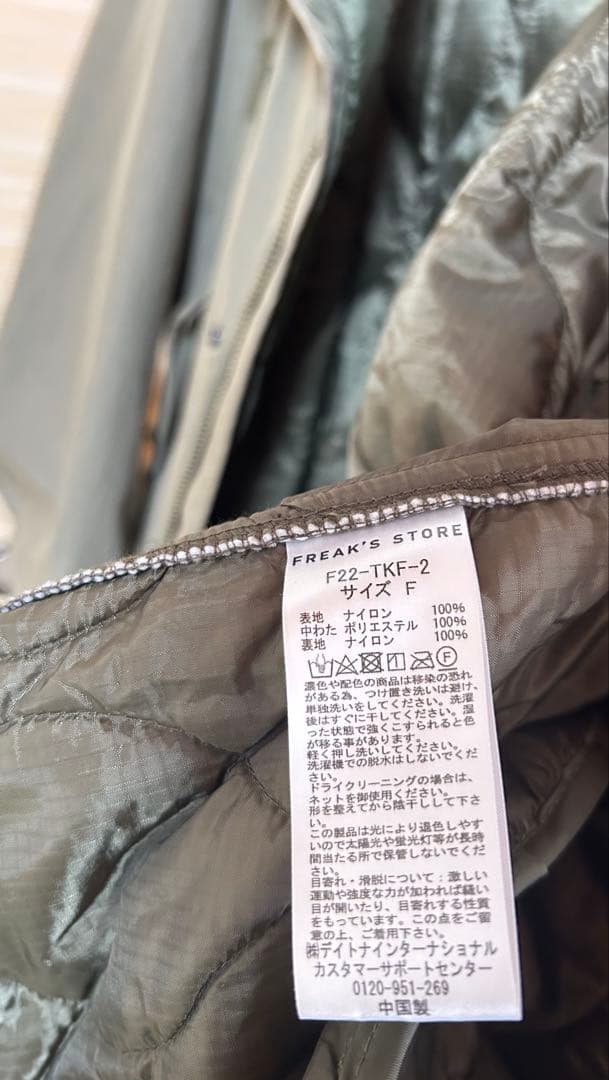 FREAK'S STORE
F22-TKF-2
サイズ F
表地 ナイロン 100%
中わた ポリエステル 100%
裏地 ナイロン 100%
F
濃色や配色の商品は移染の恐れ
がある為、つけ置き洗いは避け、
単独洗いをしてください。洗濯
後はすぐに干してください。湿
った状態で強くこすられると色
が移る事があります。
軽く押し洗いしてください。
洗濯機での脱水はしないでくだ
さい。
ドライクリーニングの場合は、
ネットを御使用ください。
形を整えてから陰干しして下さ
い。
この製品は光により退色しやす
いので太陽光や蛍光灯等が長時
間当たる所で保管しないでくだ
さい。
目寄れ・滑脱について：激しい
運動や強度な力が加われば縫い
目が開いたり、目寄れする性質
をもっています。この点をご留
意の上、ご着用下さい。
㈱デイトナインターナショナル
カスタマーサポートセンター
0120-951-269
中国製